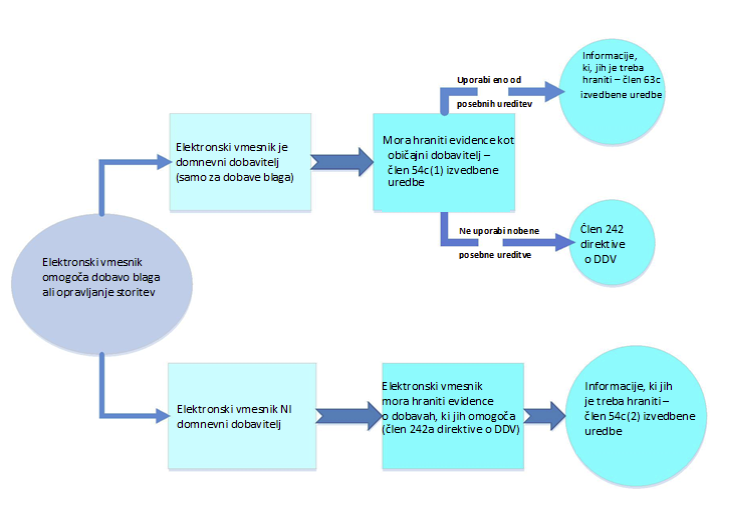 Elektronski vmesnik
omogoča dobavo blaga
ali opravljanje storitev
Elektronski vmesnik je
domnevni dobavitelj
(samo za dobave blaga)
Mora hraniti evidence kot
običajni dobavitelj –
člen 54c(1) izvedbene
uredbe
Uporabi eno od
posebnih ureditev
Informacije,
ki, jih je treba
hraniti – člen 63c
izvedbene uredbe
Ne uporabi nobene
posebne ureditve
Člen 242
direktive
o DDV
Elektronski vmesnik NI
domnevni dobavitelj
Elektronski vmesnik
mora hraniti evidence
o dobavah, ki jih omogoča
(člen 242a direktive o DDV)
Informacije, ki jih
je treba hraniti –
člen 54c(2) izvedbene
uredbe